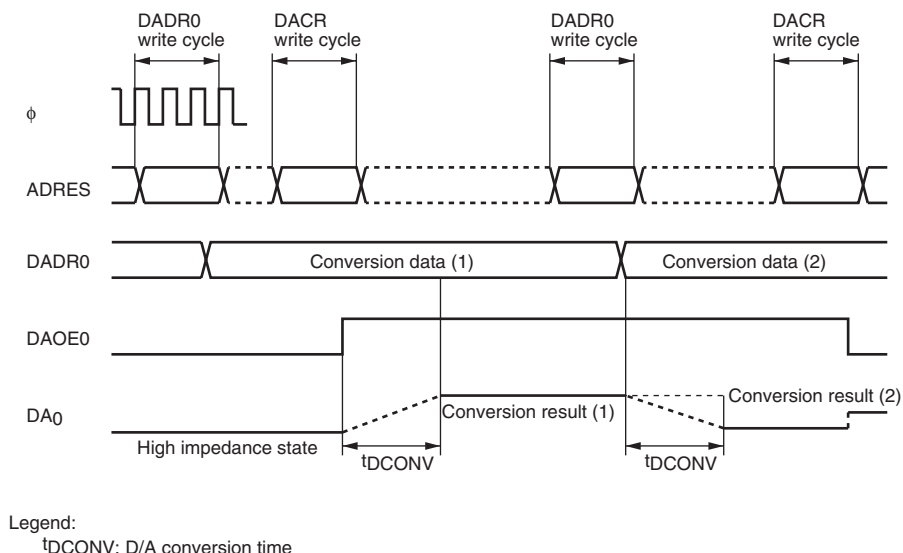 DADR0 write cycle
DACR write cycle
DADR0 write cycle
DACR write cycle
ϕ
ADRES
DADR0
Conversion data (1)
Conversion data (2)
DAOE0
DA0
Conversion result (1)
Conversion result (2)
High impedance state
tDCONV
tDCONV
Legend:
tDCONV: D/A conversion time